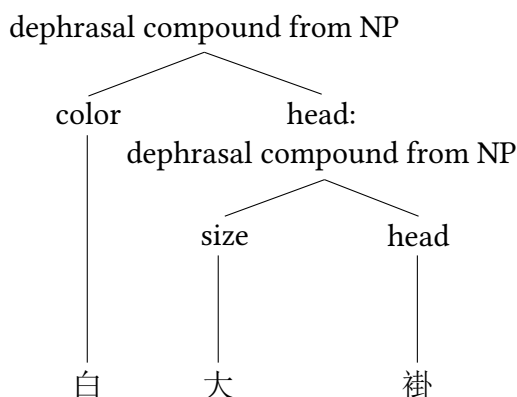 dephrasal compound from NP
color
head:
dephrasal compound from NP
size
head
白
大
褂